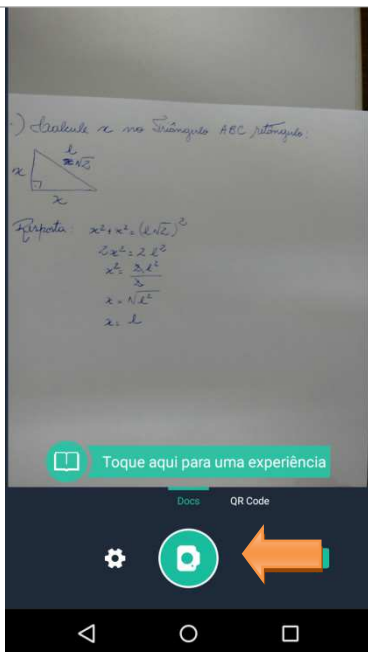 ) Calcule x no Triângulo ABC retângulo:
l
x √2
x
x
Resposta: x²+x²=(l√2)²
2x²=2l²
x²= 2l²
2
x=√l²
x= l
Toque aqui para uma experiência
Docs QR Code